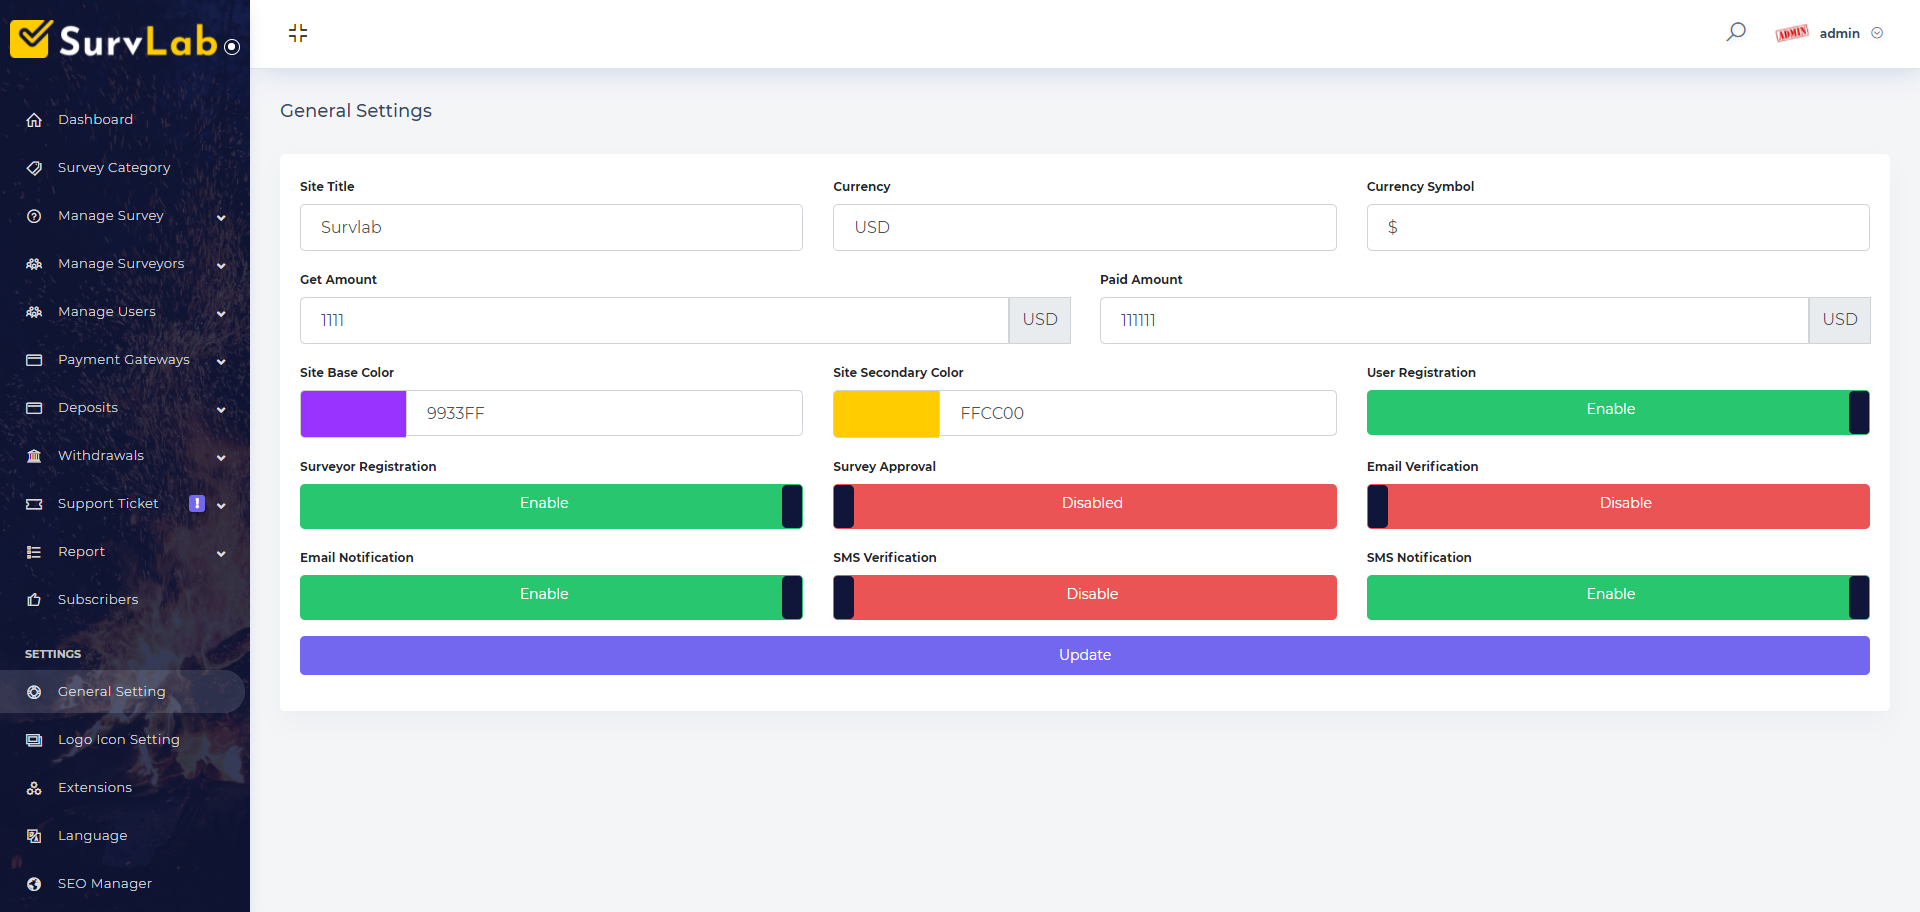 SurvLab
ADMIN
admin
Dashboard
Survey Category
Manage Survey
Manage Surveyors
Manage Users
Payment Gateways
Deposits
Withdrawals
Support Ticket !
Report
Subscribers
SETTINGS
General Setting
Logo Icon Setting
Extensions
Language
SEO Manager
General Settings
Site Title
Currency
Currency Symbol
Survlab
USD
$
Get Amount
Paid Amount
1111
USD
111111
USD
Site Base Color
Site Secondary Color
User Registration
9933FF
FFCC00
Enable
Surveyor Registration
Survey Approval
Email Verification
Enable
Disabled
Disable
Email Notification
SMS Verification
SMS Notification
Enable
Disable
Enable
Update